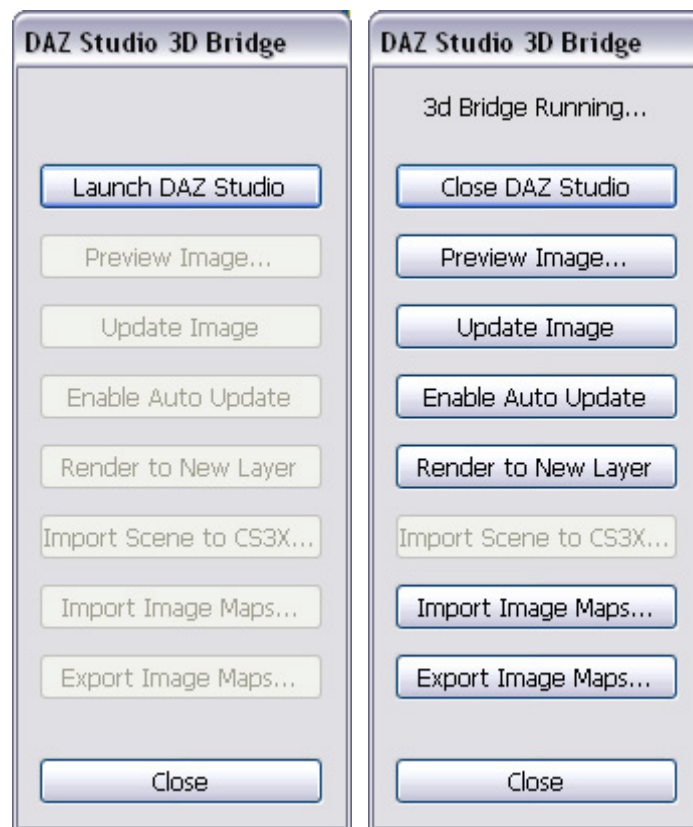 DAZ Studio 3D Bridge
Launch DAZ Studio
Preview Image...
Update Image
Enable Auto Update
Render to New Layer
Import Scene to CS3X...
Import Image Maps...
Export Image Maps...
Close
DAZ Studio 3D Bridge
3d Bridge Running...
Close DAZ Studio
Preview Image...
Update Image
Enable Auto Update
Render to New Layer
Import Scene to CS3X...
Import Image Maps...
Export Image Maps...
Close